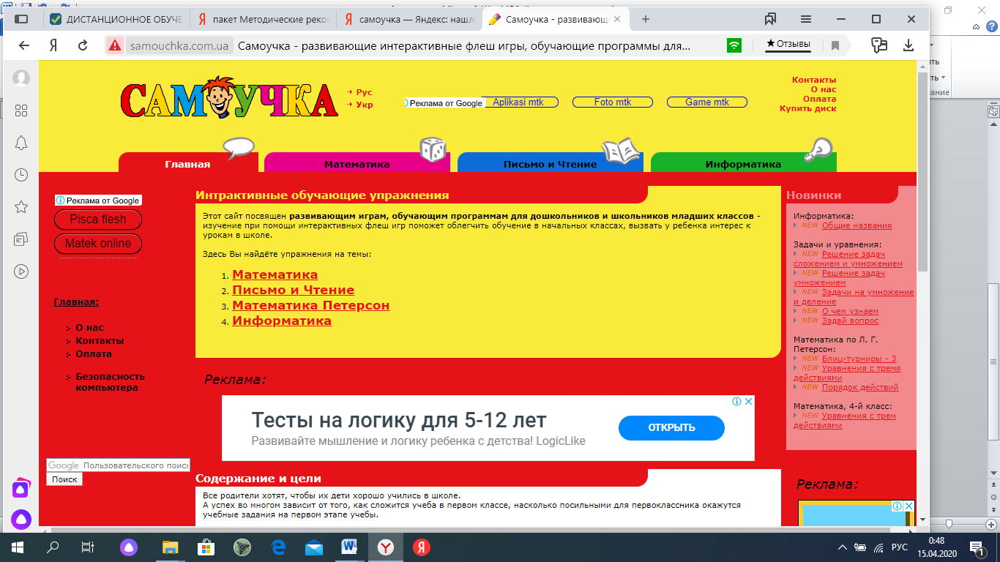 ДИСТАНЦИОННОЕ ОБУЧЕ
пакет Методические реко
самоучка — Яндекс: нашло
Самоучка - развивающи
samouchka.com.ua
Самоучка - развивающие интерактивные флеш игры, обучающие программы для...
Отзывы
САМОУЧКА
Рус
Укр
Реклама от Google
Aplikasi mtk
Foto mtk
Game mtk
Контакты
О нас
Оплата
Купить диск
Главная
Математика
Письмо и Чтение
Информатика
Реклама от Google
Pisca flesh
Matek online
Главная:
О нас
Контакты
Оплата
Безопасность
компьютера
Google Пользовательского поиск
Поиск
Интрактивные обучающие упражнения
Этот сайт посвящен развивающим играм, обучающим программам для дошкольников и школьников младших классов -
изучение при помощи интерактивных флеш игр поможет облегчить обучение в начальных классах, вызвать у ребенка интерес к
урокам в школе.
Здесь Вы найдёте упражнения на темы:
1. Математика
2. Письмо и Чтение
3. Математика Петерсон
4. Информатика
Реклама:
Тесты на логику для 5-12 лет
Развивайте мышление и логику ребенка с детства! LogicLike
ОТКРЫТЬ
Содержание и цели
Все родители хотят, чтобы их дети хорошо учились в школе.
А успех во многом зависит от того, как сложится учеба в первом классе, насколько посильными для первоклассника окажутся
учебные задания на первом этапе учебы.
Новинки
Информатика:
NEW Общие названия
Задачи и уравнения:
NEW Решение задач
сложением и умножением
NEW Решение задач
умножением
NEW Задачи на умножение
и деление
NEW О чем узнаем
NEW Задай вопрос
Математика по Л. Г.
Петерсон:
NEW Блиц-турниры - 3
NEW Уравнения с тремя
действиями
NEW Порядок действий
Математика, 4-й класс:
NEW Уравнения с трем
действиями
Реклама:
РУС
0:48
15.04.2020
1